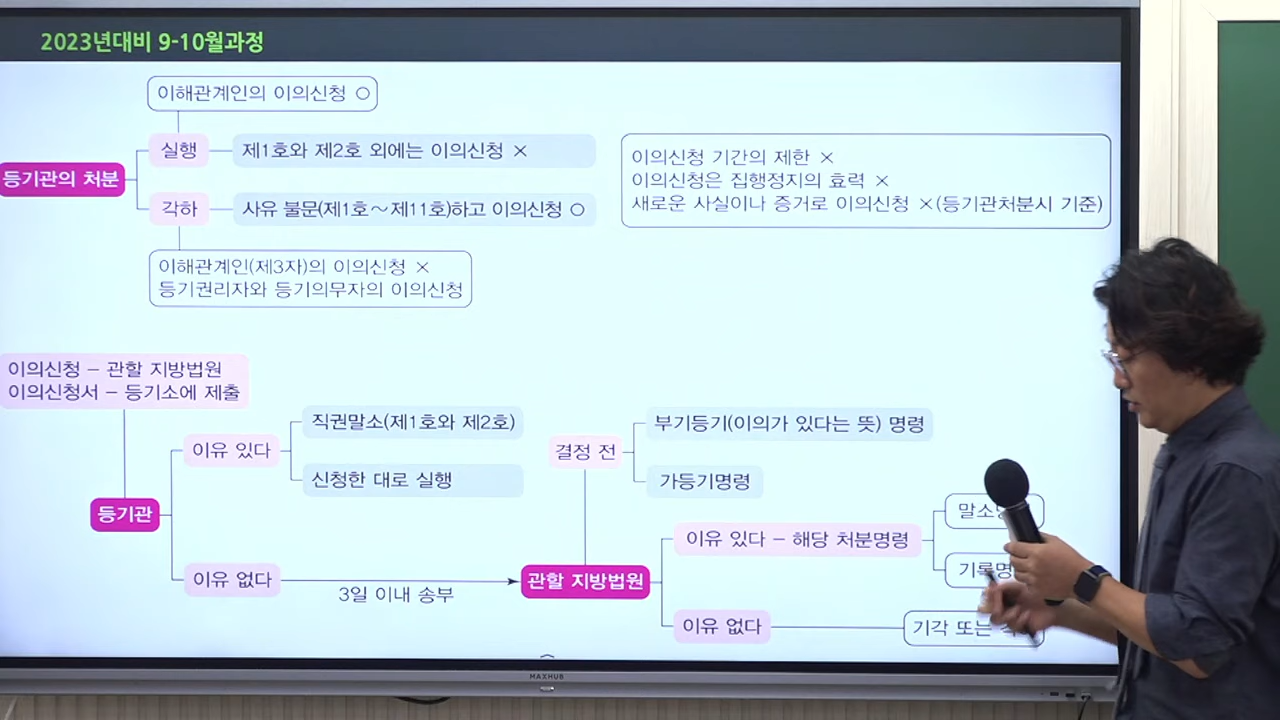 2023년대비 9-10월과정
이해관계인의 이의신청 ○
실행
제1호와 제2호 외에는 이의신청 ×
등기관의 처분
각하
사유 불문(제1호～제11호)하고 이의신청 ○
이해관계인(제3자)의 이의신청 ×
등기권리자와 등기의무자의 이의신청
이의신청 기간의 제한 ×
이의신청은 집행정지의 효력 ×
새로운 사실이나 증거로 이의신청 ×(등기관처분시 기준)
이의신청 – 관할 지방법원
이의신청서 – 등기소에 제출
등기관
이유 있다
직권말소(제1호와 제2호)
신청한 대로 실행
이유 없다
3일 이내 송부
관할 지방법원
결정 전
부기등기(이의가 있다는 뜻) 명령
가등기명령
이유 있다 – 해당 처분명령
이유 없다
기각 또는
MAXHUB